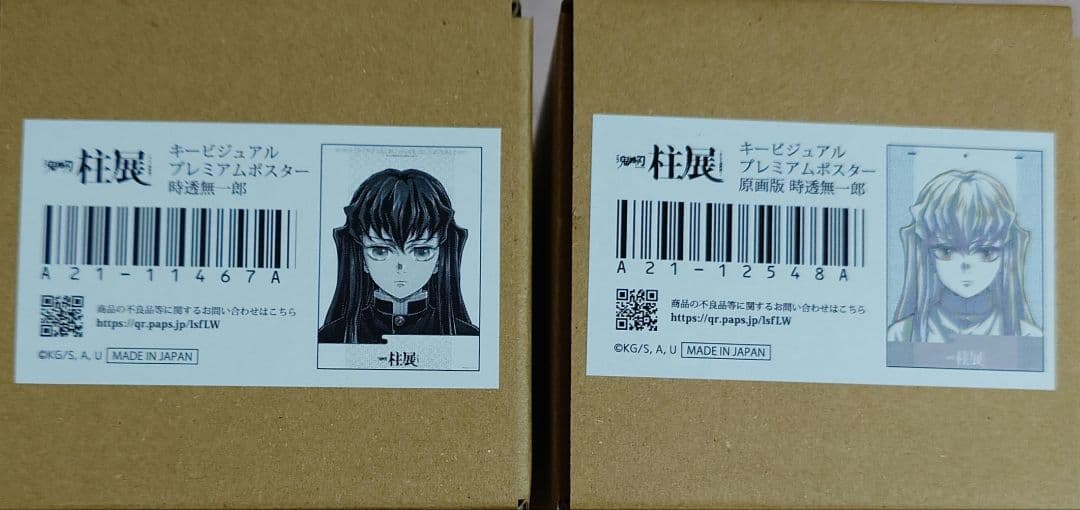 鬼滅の刃 柱展
キービジュアル
プレミアムポスター
時透無一郎
A21-11467A
商品の不良品等に関するお問い合わせはこちら
https://qr.paps.jp/lsfLW
©KG/S, A, U MADE IN JAPAN
柱展
鬼滅の刃 柱展
キービジュアル
プレミアムポスター
原画版 時透無一郎
A21-12548A
商品の不良品等に関するお問い合わせはこちら
https://qr.paps.jp/lsfLW
©KG/S, A, U MADE IN JAPAN
柱展